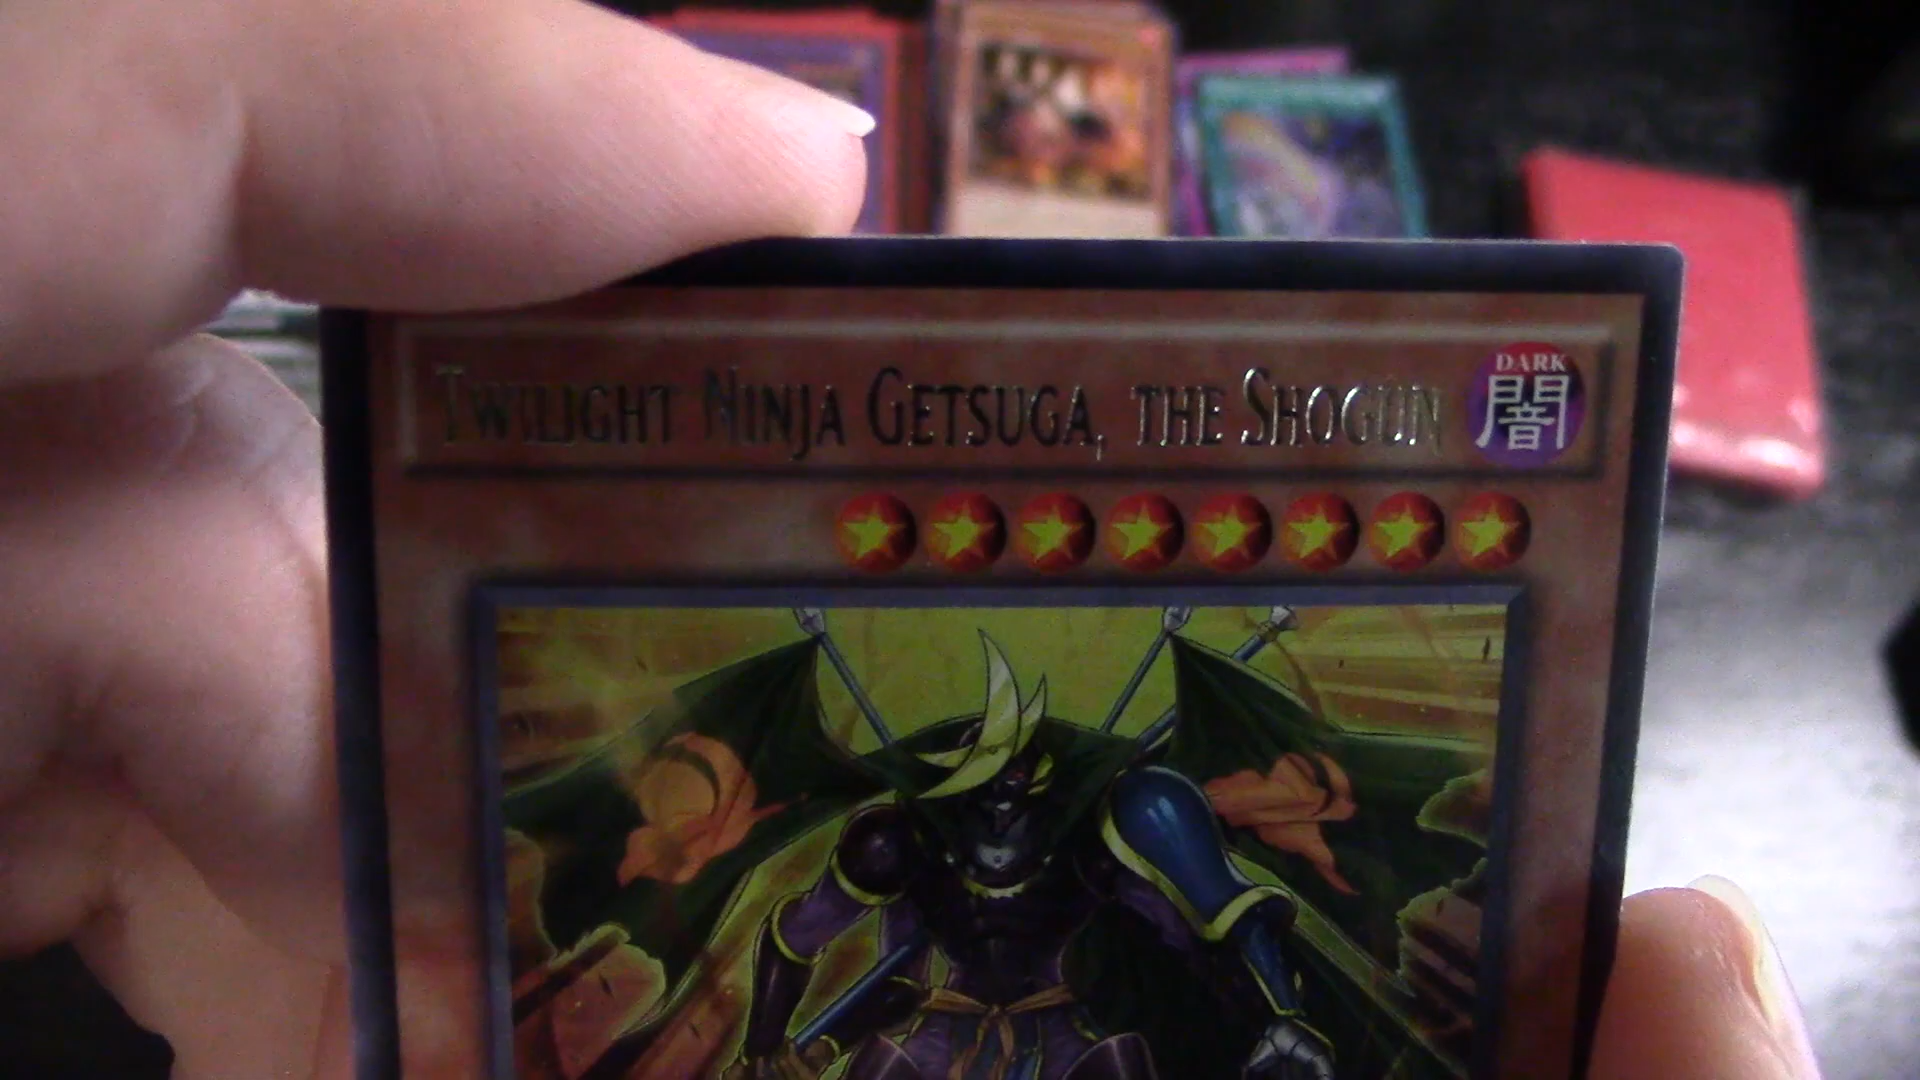 Twilight Ninja Getsuga, the Shogun
DARK
闇